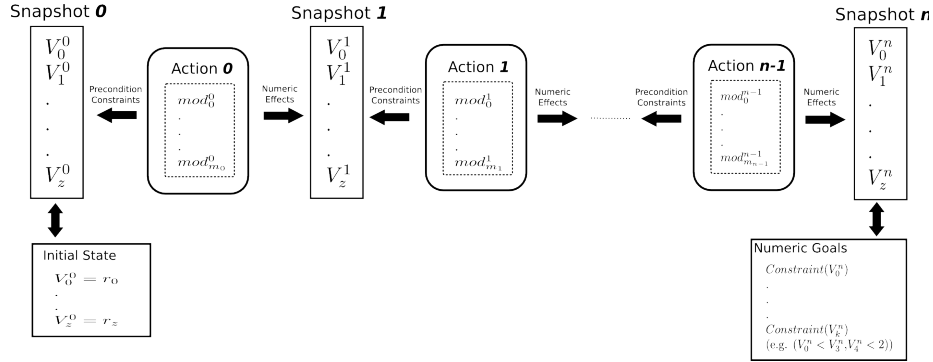 Snapshot 0
V_0^0
V_1^0
.
.
.
V_z^0
Precondition
Constraints
Action 0
mod_0^0
.
.
.
mod_{m_0}^0
Numeric
Effects
Snapshot 1
V_0^1
V_1^1
.
.
.
V_z^1
Precondition
Constraints
Action 1
mod_0^1
.
.
.
mod_{m_1}^1
Numeric
Effects
............
Precondition
Constraints
Action n-1
mod_0^{n-1}
.
.
.
mod_{m_{n-1}}^{n-1}
Numeric
Effects
Snapshot n
V_0^n
V_1^n
.
.
.
V_z^n
Initial State
V_0^0 = r_0
.
.
V_z^0 = r_z
Numeric Goals
Constraint(V_0^n)
.
.
.
Constraint(V_k^n)
(e.g. (V_0^n < V_3^n,V_4^n < 2))